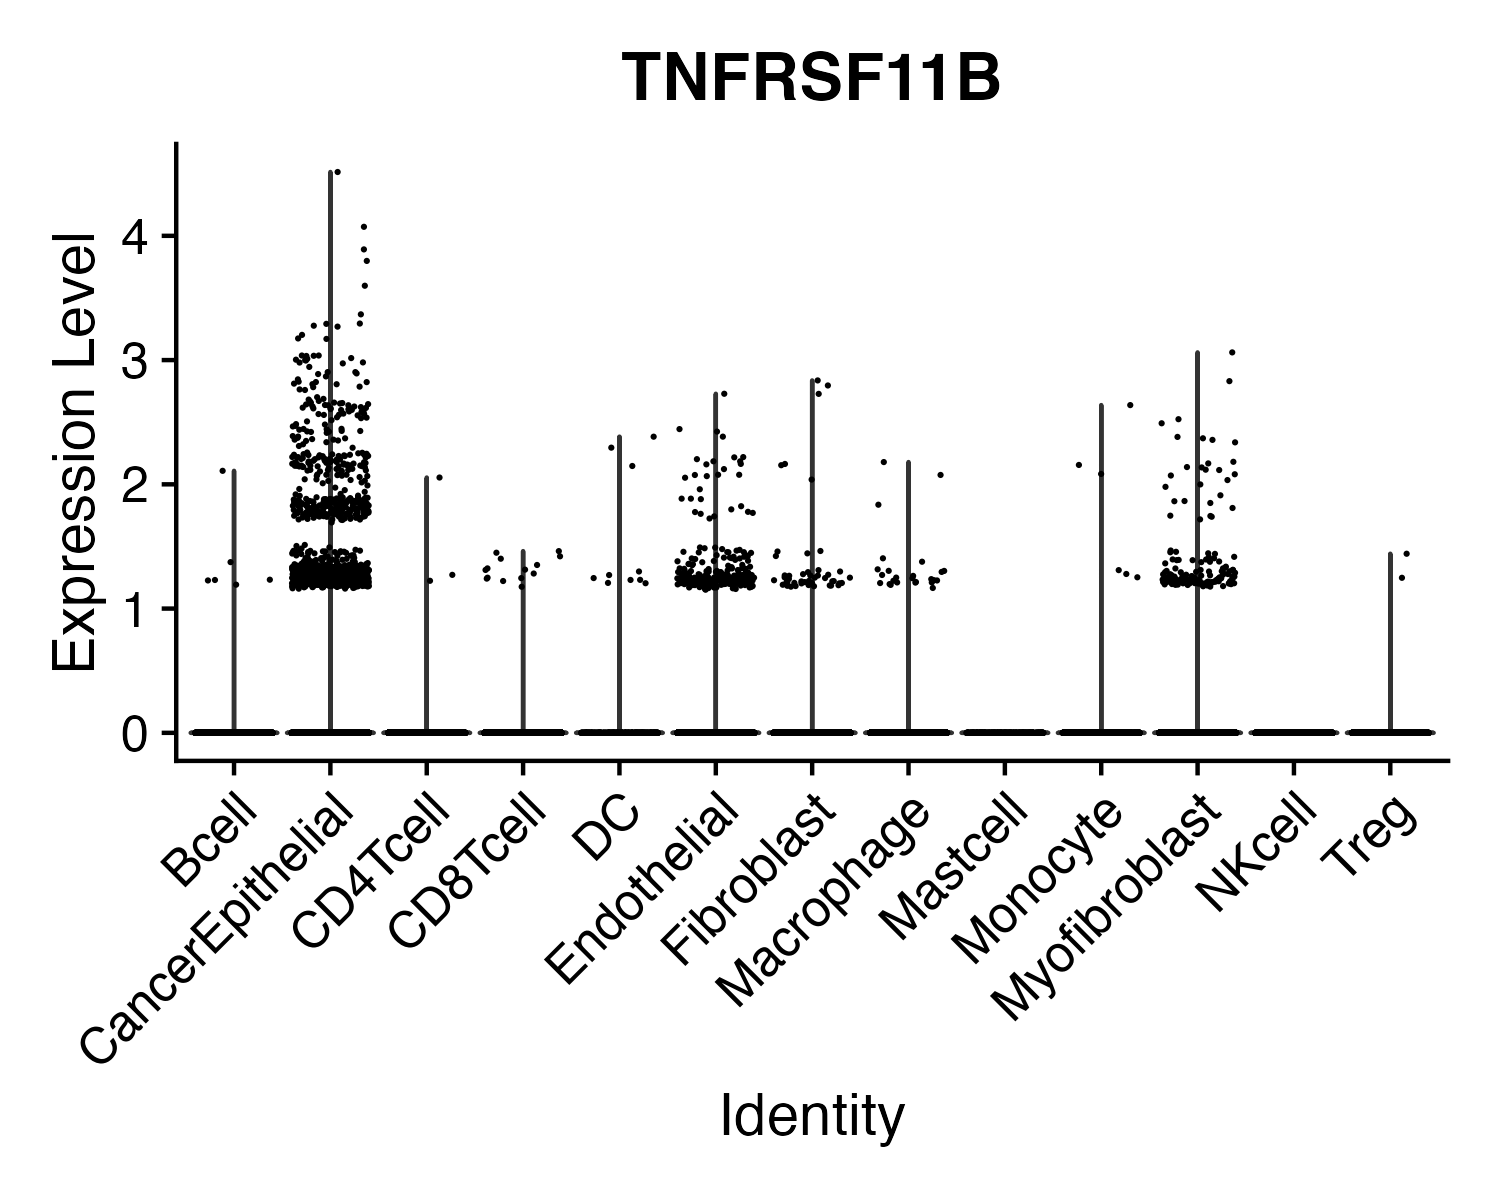 TNFRSF11B
Expression Level
4
3
2
1
0
Bcell
CancerEpithelial
CD4Tcell
CD8Tcell
DC
Endothelial
Fibroblast
Macrophage
Mastcell
Monocyte
Myofibroblast
NKcell
Treg
Identity